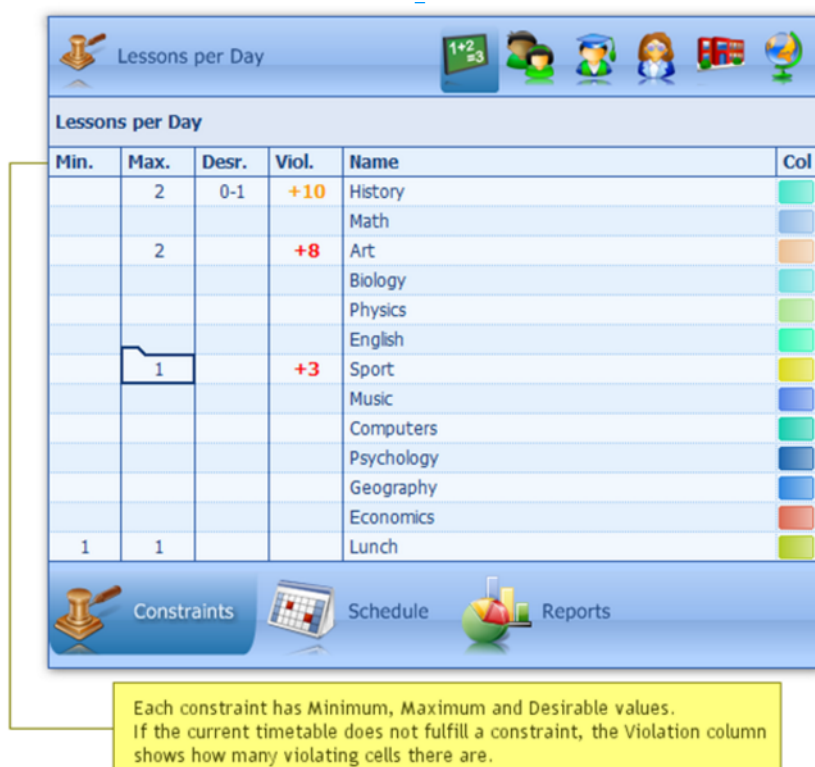 1+2
=3
Lessons per Day
Lessons per Day
Min. Max. Desr. Viol. Name Col
2 0-1 +10 History
Math
2 +8 Art
Biology
Physics
English
1 +3 Sport
Music
Computers
Psychology
Geography
Economics
1 1 Lunch
Constraints Schedule Reports
Each constraint has Minimum, Maximum and Desirable values.
If the current timetable does not fulfill a constraint, the Violation column
shows how many violating cells there are.